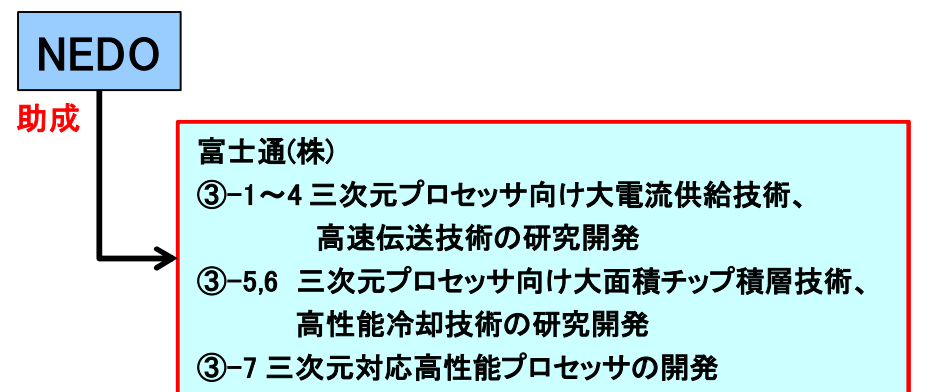 NEDO
助成
富士通(株)
③-1～4 三次元プロセッサ向け大電流供給技術、
高速伝送技術の研究開発
③-5,6 三次元プロセッサ向け大面積チップ積層技術、
高性能冷却技術の研究開発
③-7 三次元対応高性能プロセッサの開発